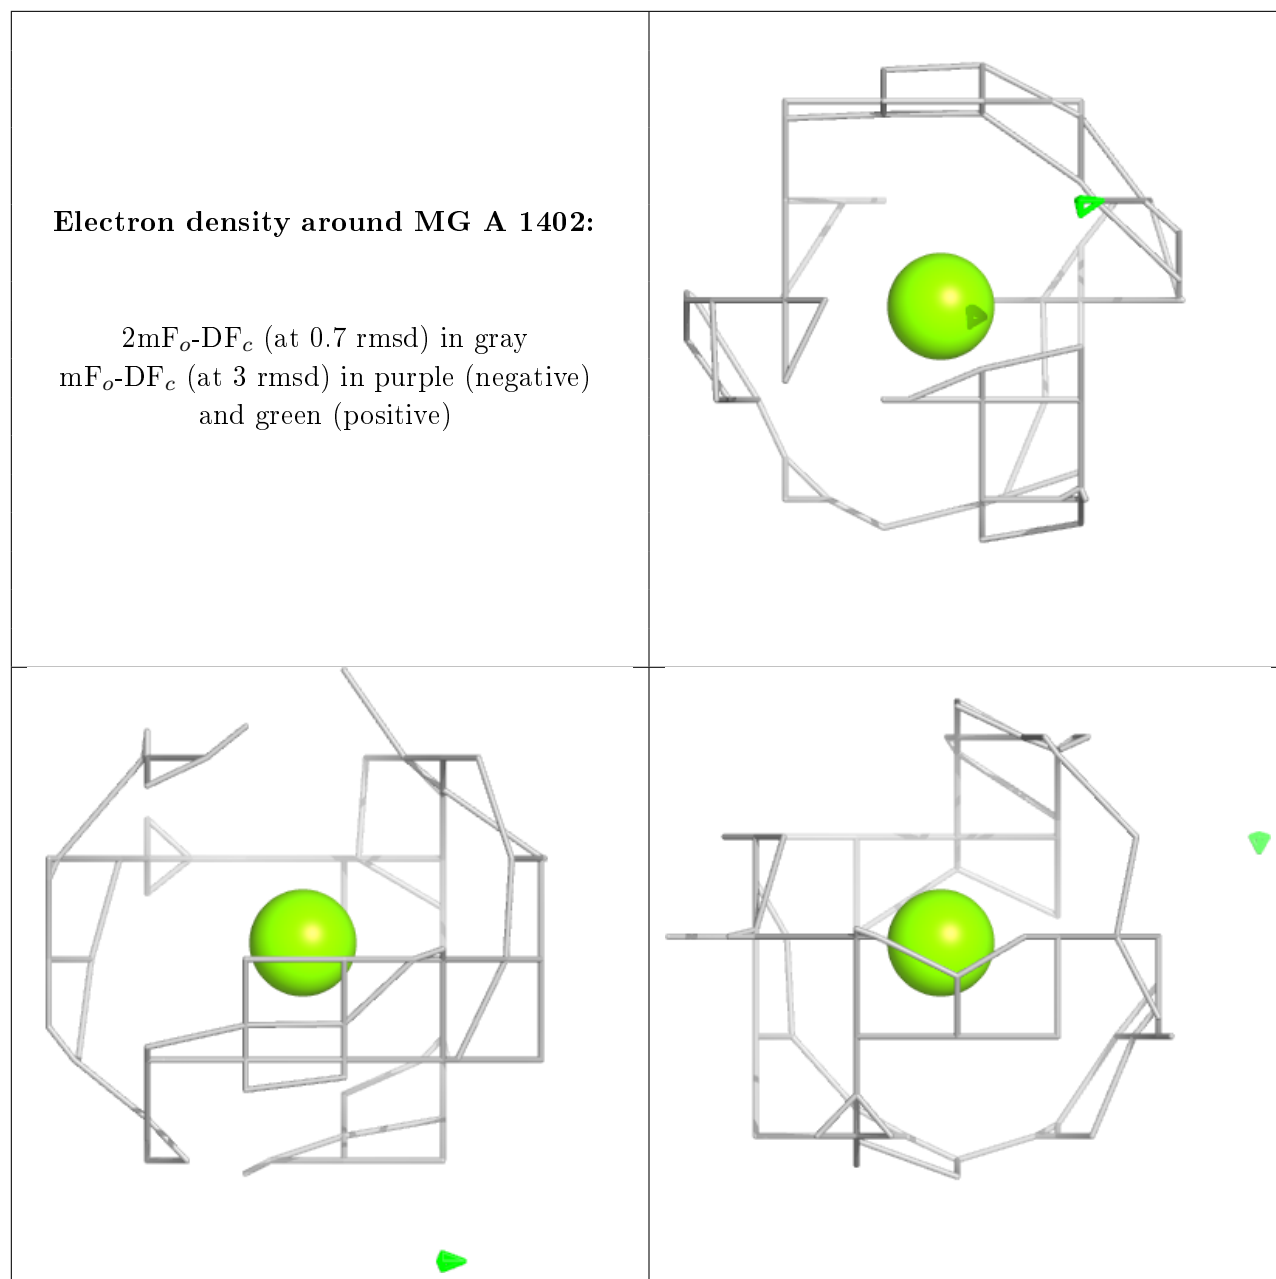 Electron density around MG A 1402:
2mFo-DFc (at 0.7 rmsd) in gray
mFo-DFc (at 3 rmsd) in purple (negative)
and green (positive)